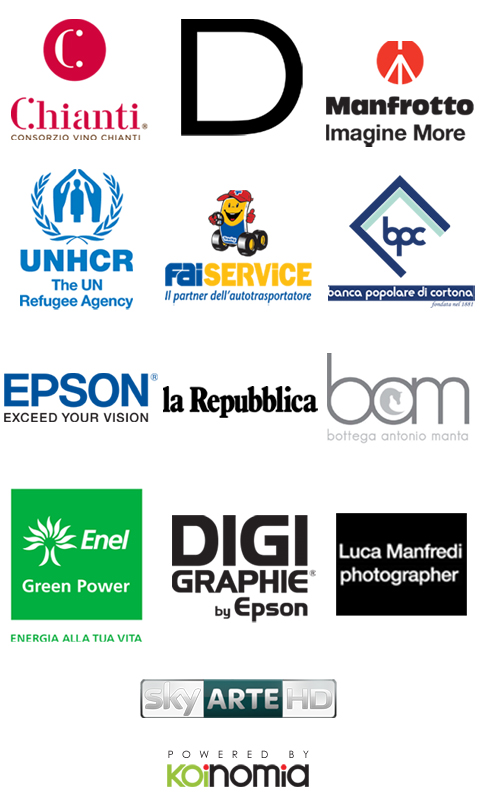 C.
Chianti®
CONSORZIO VINO CHIANTI
D
Manfrotto
Imagine More
UNHCR
The UN
Refugee Agency
faiSERVICE
Il partner dell'autotrasportatore
bpc
banca popolare di cortona
fondata nel 1881
EPSON®
EXCEED YOUR VISION
la Repubblica
bam
bottega antonio manta
Enel
Green Power
ENERGIA ALLA TUA VITA
DIGI
GRAPHIE®
by Epson
Luca Manfredi
photographer
sky ARTE HD
POWERED BY
koinomia